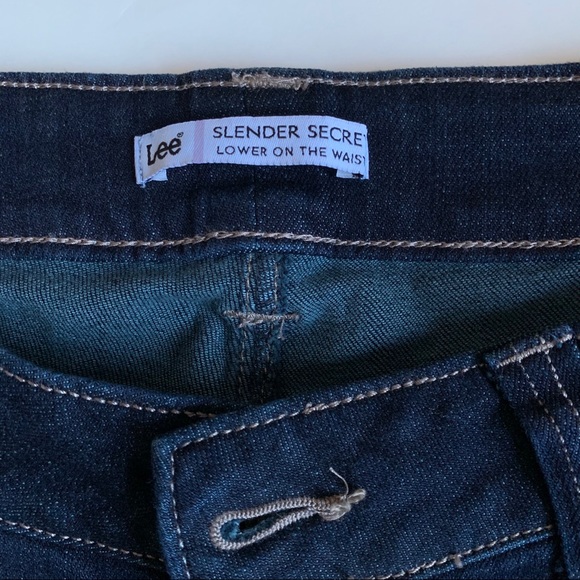 Lee® SLENDER SECRET
LOWER ON THE WAIST